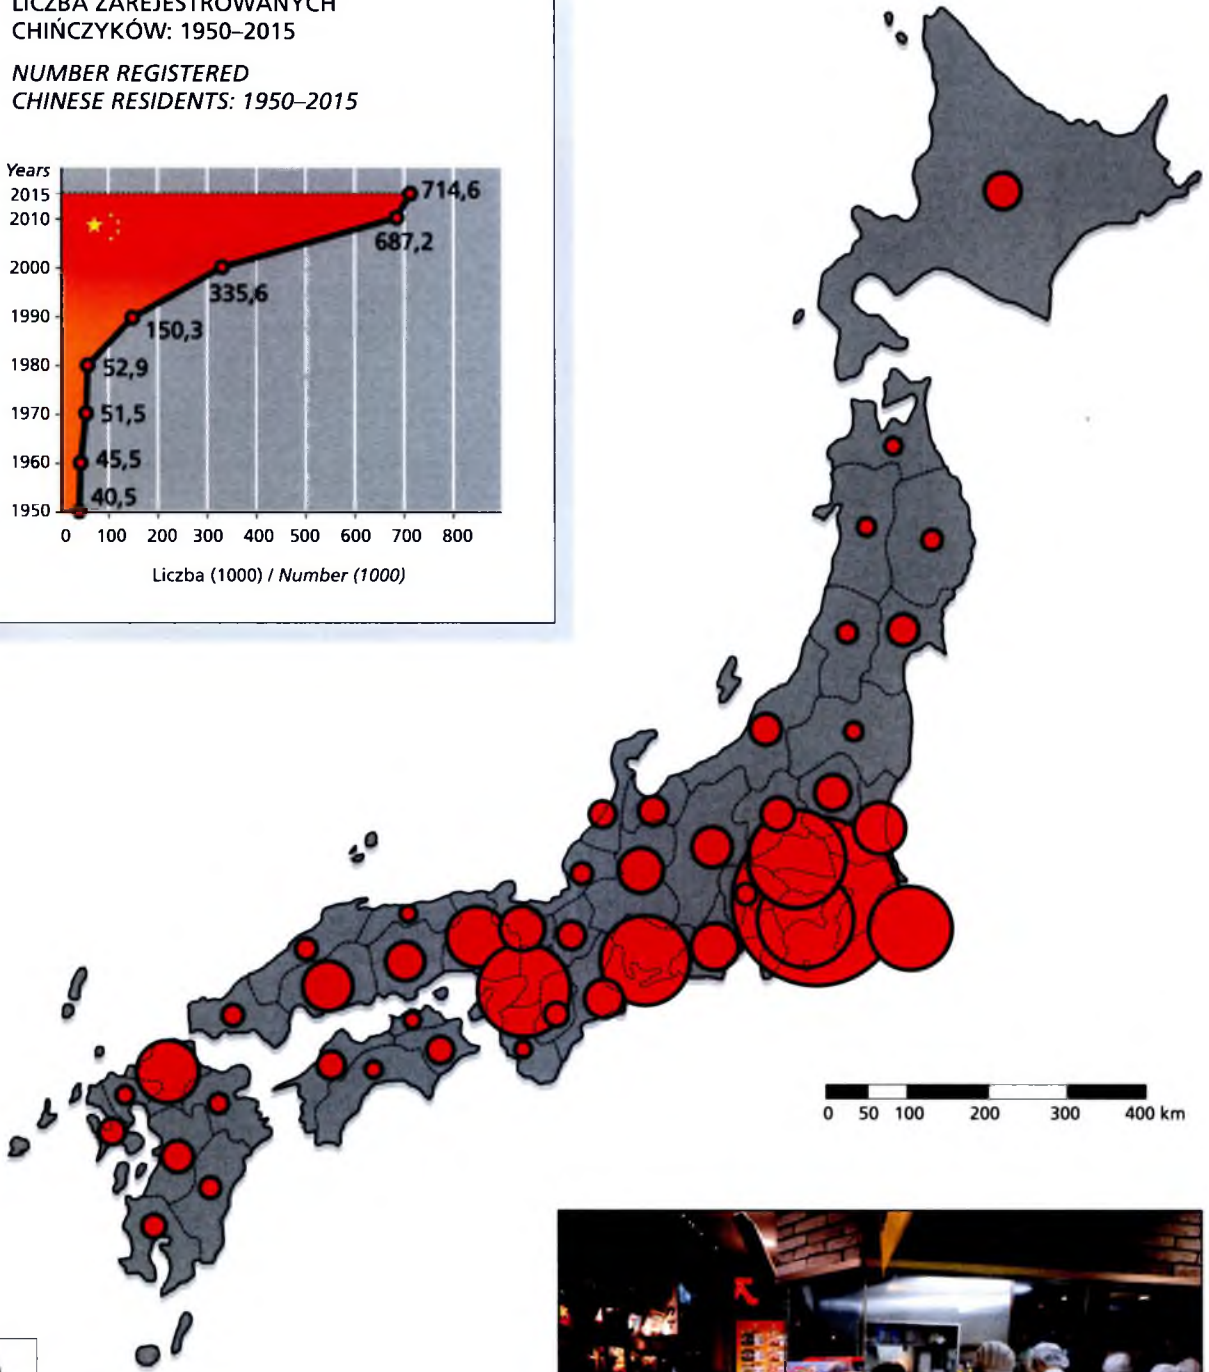 LICZBA ZAREJESTROWANYCH
CHIŃCZYKÓW: 1950–2015
NUMBER REGISTERED
CHINESE RESIDENTS: 1950–2015
Years
2015
2010
2000
1990
1980
1970
1960
1950
714,6
687,2
335,6
150,3
52,9
51,5
45,5
40,5
0 100 200 300 400 500 600 700 800
Liczba (1000) / Number (1000)
0 50 100 200 300 400 km